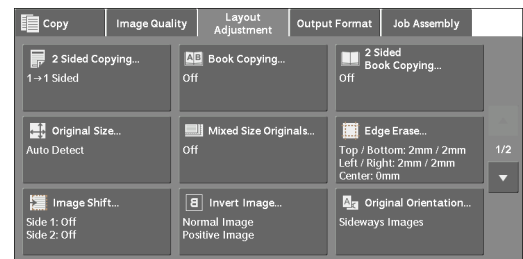 Copy
Image Quality
Layout
Adjustment
Output Format
Job Assembly
2 Sided Copying...
1→1 Sided
Book Copying...
Off
2 Sided
Book Copying...
Off
Original Size...
Auto Detect
Mixed Size Originals...
Off
Edge Erase...
Top / Bottom: 2mm / 2mm
Left / Right: 2mm / 2mm
Center: 0mm
1/2
Image Shift...
Side 1: Off
Side 2: Off
Invert Image...
Normal Image
Positive Image
Original Orientation...
Sideways Images